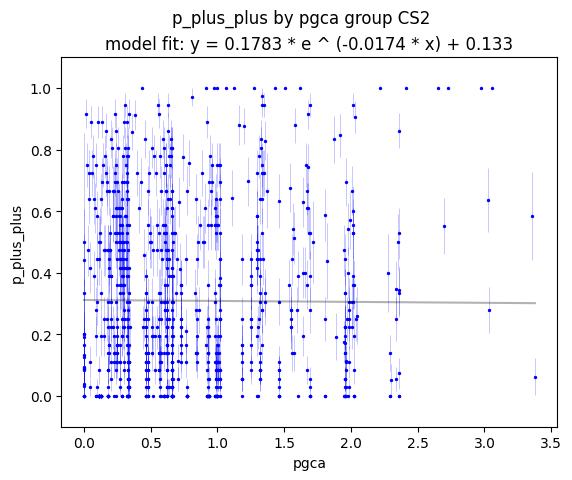 p_plus_plus by pgca group CS2
model fit: y = 0.1783 * e ^ (-0.0174 * x) + 0.133
1.0
0.8
0.6
0.4
0.2
0.0
p_plus_plus
0.0 0.5 1.0 1.5 2.0 2.5 3.0 3.5
pgca